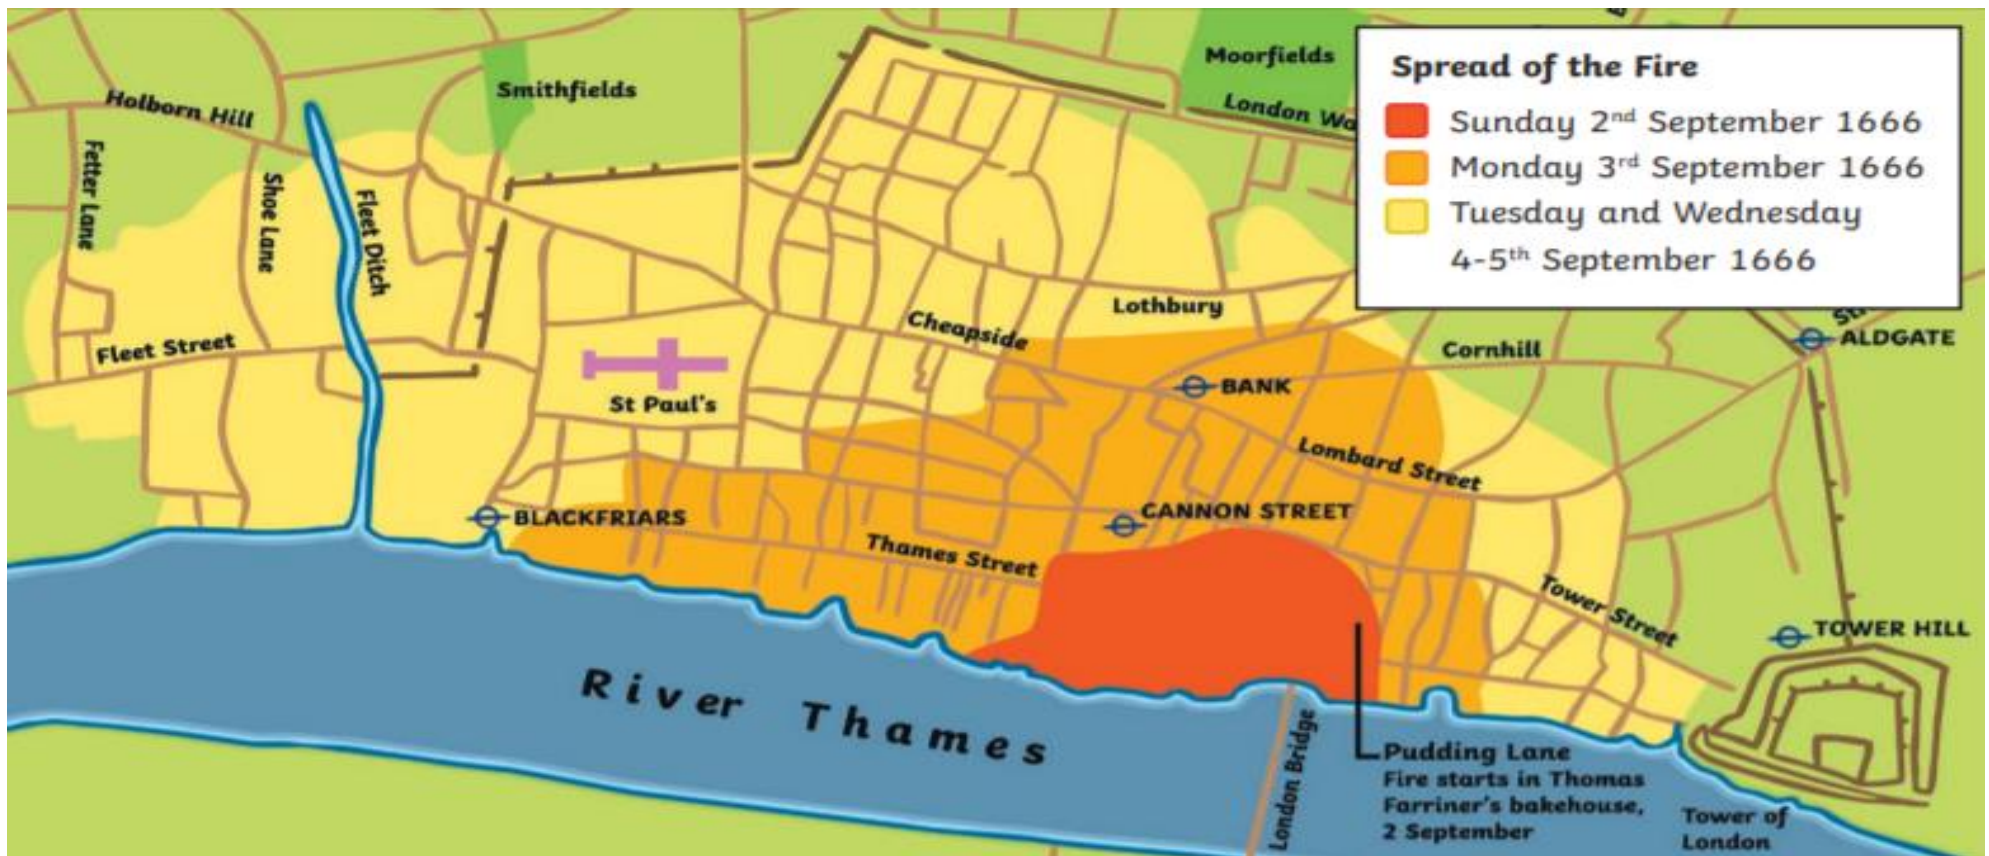 Moorfields
Smithfields
London Wa
Holborn Hill
Fetter Lane
Shoe Lane
Fleet Ditch
Spread of the Fire
Sunday 2nd September 1666
Monday 3rd September 1666
Tuesday and Wednesday
4-5th September 1666
Lothbury
Cheapside
Fleet Street
Cornhill
ALDGATE
BANK
St Paul's
Lombard Street
BLACKFRIARS
CANNON STREET
Thames Street
Tower Street
TOWER HILL
River Thames
London Bridge
Pudding Lane
Fire starts in Thomas
Farriner's bakehouse,
2 September
Tower of
London